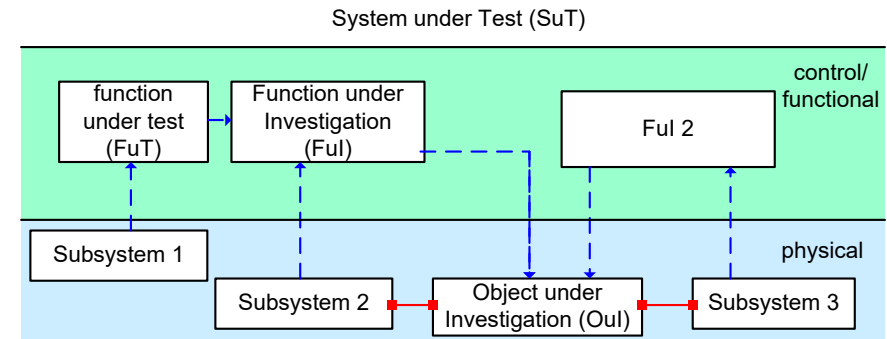 System under Test (SuT)
control/
functional
function
under test
(FuT)
Function under
Investigation
(FuI)
FuI 2
physical
Subsystem 1
Subsystem 2
Object under
Investigation (OuI)
Subsystem 3